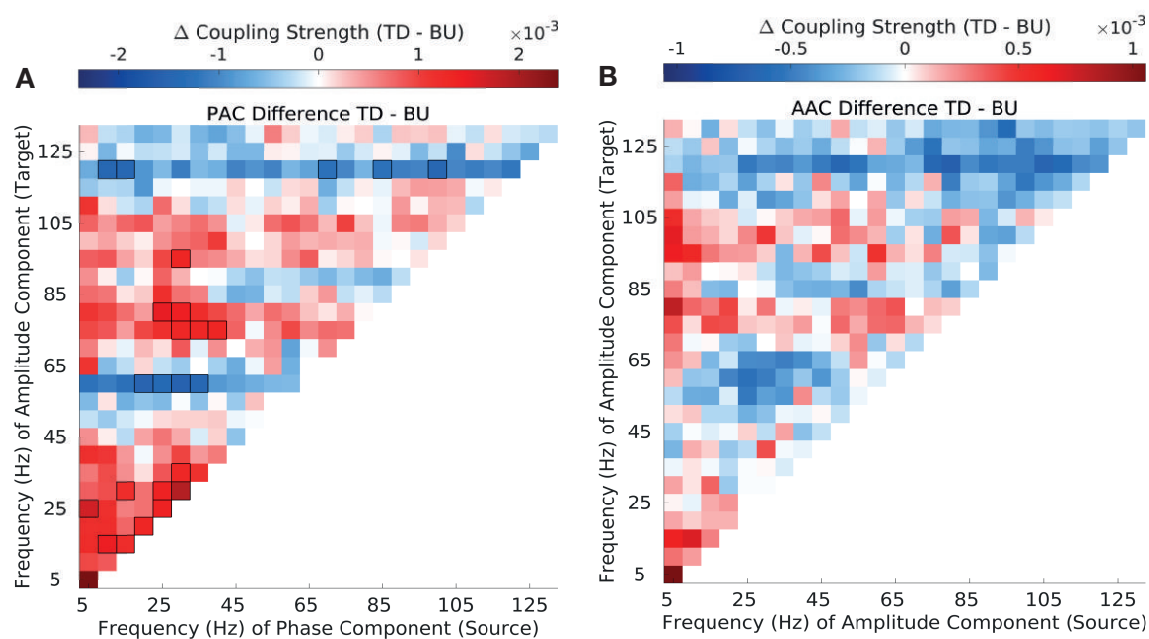 Δ Coupling Strength (TD - BU)
×10⁻³
-2 -1 0 1 2
A
PAC Difference TD - BU
Frequency (Hz) of Amplitude Component (Target)
125
105
85
65
45
25
5
5 25 45 65 85 105 125
Frequency (Hz) of Phase Component (Source)
Δ Coupling Strength (TD - BU)
×10⁻³
-1 -0.5 0 0.5 1
B
AAC Difference TD - BU
Frequency (Hz) of Amplitude Component (Target)
125
105
85
65
45
25
5
5 25 45 65 85 105 125
Frequency (Hz) of Amplitude Component (Source)